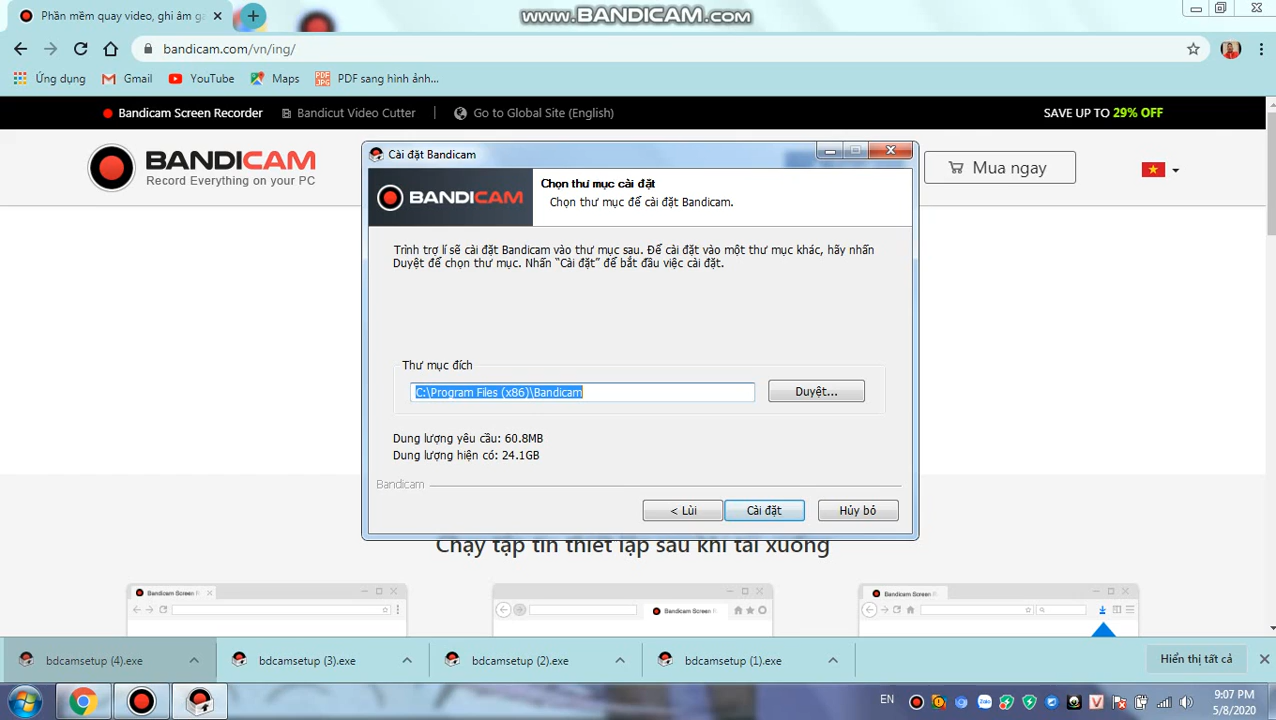 www.BANDICAM.com
Phần mềm quay video, ghi âm gà
bandicam.com/vn/ing/
Ứng dụng
Gmail
YouTube
Maps
PDF sang hình ảnh...
Bandicam Screen Recorder
Bandicut Video Cutter
Go to Global Site (English)
SAVE UP TO 29% OFF
BANDICAM
Record Everything on your PC
Mua ngay
Cài đặt Bandicam
BANDICAM
Chọn thư mục cài đặt
Chọn thư mục để cài đặt Bandicam.
Trình trợ lí sẽ cài đặt Bandicam vào thư mục sau. Để cài đặt vào một thư mục khác, hãy nhấn
Duyệt để chọn thư mục. Nhấn “Cài đặt” để bắt đầu việc cài đặt.
Thư mục đích
C:\Program Files (x86)\Bandicam
Duyệt...
Dung lượng yêu cầu: 60.8MB
Dung lượng hiện có: 24.1GB
Bandicam
< Lùi
Cài đặt
Hủy bỏ
Chạy tập tin thiết lập sau khi tải xuống
Bandicam Screen R
Bandicam Screen R
Bandicam Screen R
bdcamsetup (4).exe
bdcamsetup (3).exe
bdcamsetup (2).exe
bdcamsetup (1).exe
Hiển thị tất cả
EN
9:07 PM
5/8/2020